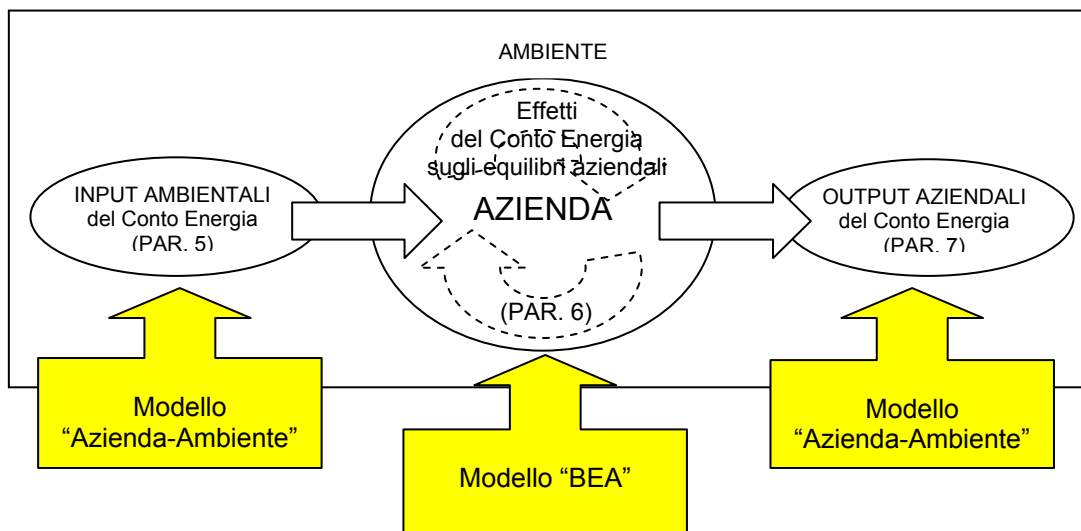 AMBIENTE
Effetti
del Conto Energia
sugli equilibri aziendali
AZIENDA
(PAR. 6)
INPUT AMBIENTALI
del Conto Energia
(PAR. 5)
OUTPUT AZIENDALI
del Conto Energia
(PAR. 7)
Modello
“Azienda-Ambiente”
Modello “BEA”
Modello
“Azienda-Ambiente”